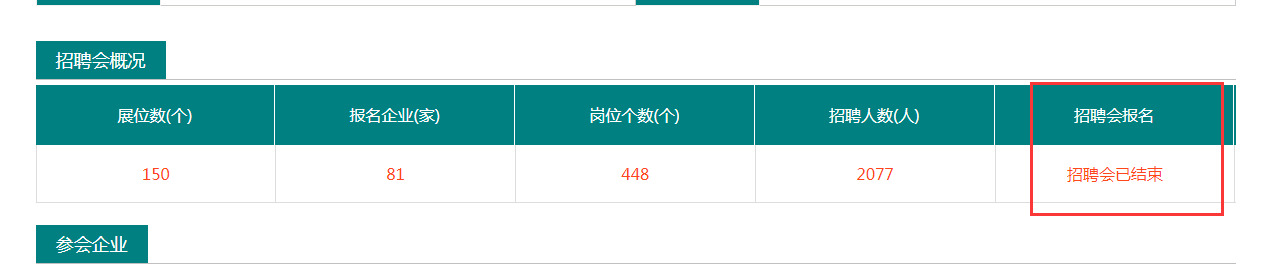 招聘会概况
展位数(个) 报名企业(家) 岗位个数(个) 招聘人数(人) 招聘会报名
150 81 448 2077 招聘会已结束
参会企业